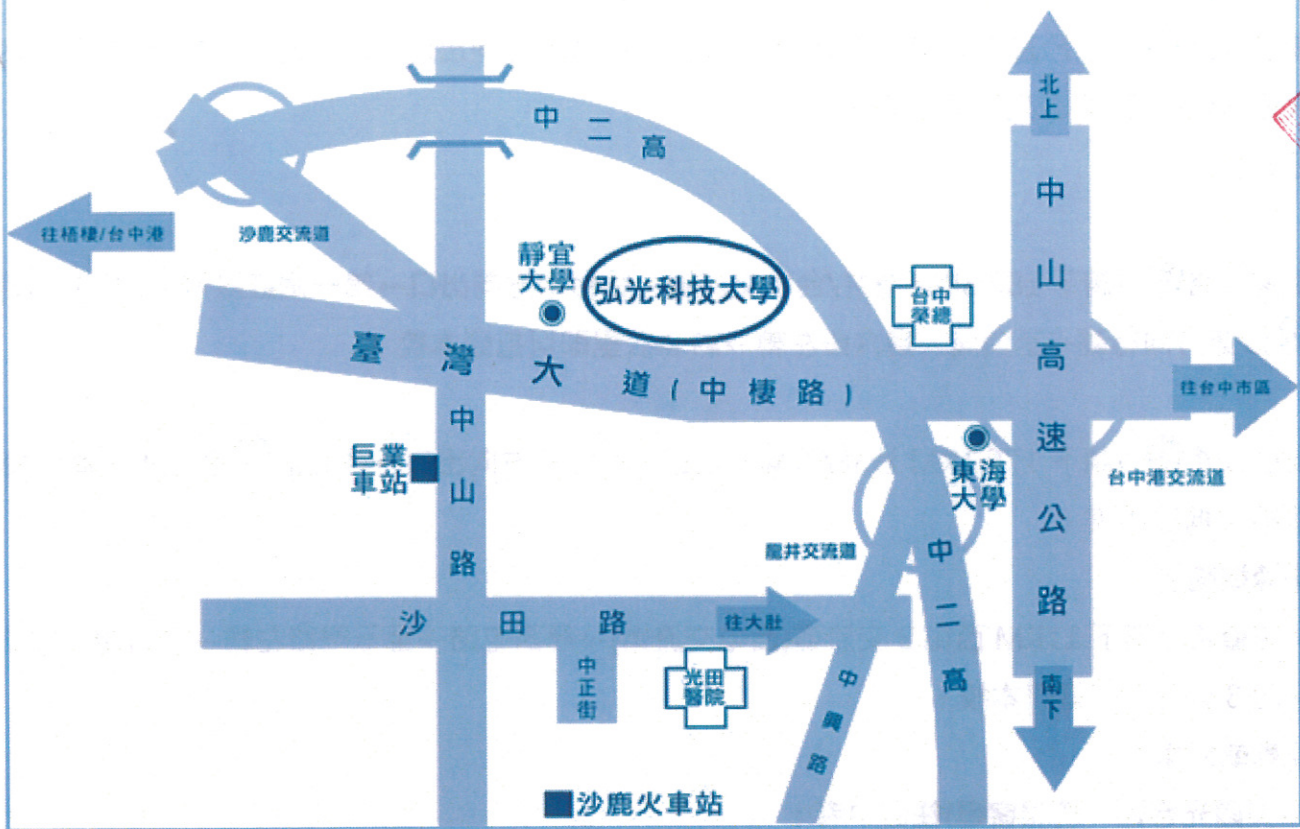 北上
中二高
中山高速公路
往梧棲/台中港
沙鹿交流道
靜宜
大學
弘光科技大學
台中
榮總
臺灣大道(中棲路)
往台中市區
中山路
巨業
車站
東海
大學
台中港交流道
龍井交流道
中二高
沙田路
往大肚
中正街
光田
醫院
中興路
南下
沙鹿火車站